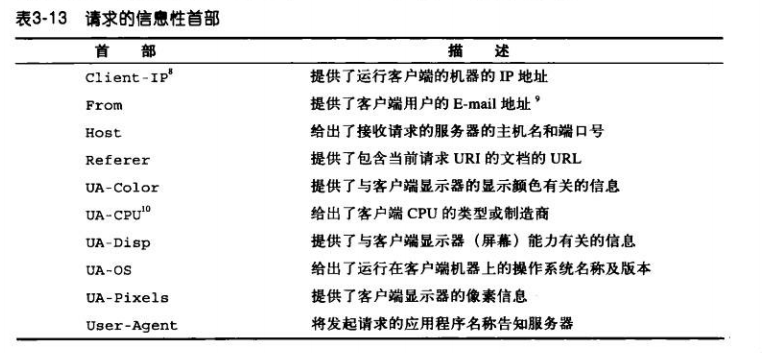 表3-13 请求的信息性首部
首 部 描 述
Client-IP⁸ 提供了运行客户端的机器的 IP 地址
From 提供了客户端用户的 E-mail 地址⁹
Host 给出了接收请求的服务器的主机名和端口号
Referer 提供了包含当前请求 URI 的文档的 URL
UA-Color 提供了与客户端显示器的显示颜色有关的信息
UA-CPU¹⁰ 给出了客户端 CPU 的类型或制造商
UA-Disp 提供了与客户端显示器（屏幕）能力有关的信息
UA-OS 给出了运行在客户端机器上的操作系统名称及版本
UA-Pixels 提供了客户端显示器的像素信息
User-Agent 将发起请求的应用程序名称告知服务器